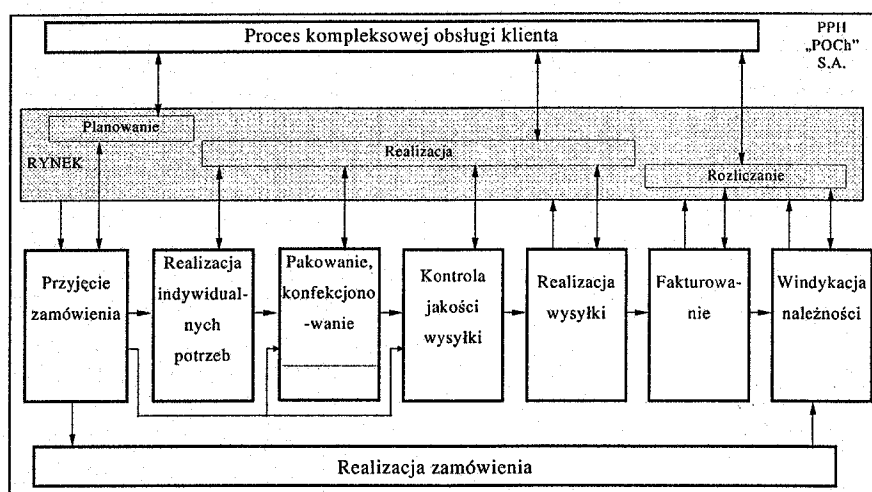 Proces kompleksowej obsługi klienta
PPH
„POCh”
S.A.
Planowanie
RYNEK
Realizacja
Rozliczanie
Przyjęcie
zamówienia
Realizacja
indywidual-
nych
potrzeb
Pakowanie,
konfekcjono
-wanie
Kontrola
jakości
wysyłki
Realizacja
wysyłki
Fakturowa-
nie
Windykacja
należności
Realizacja zamówienia